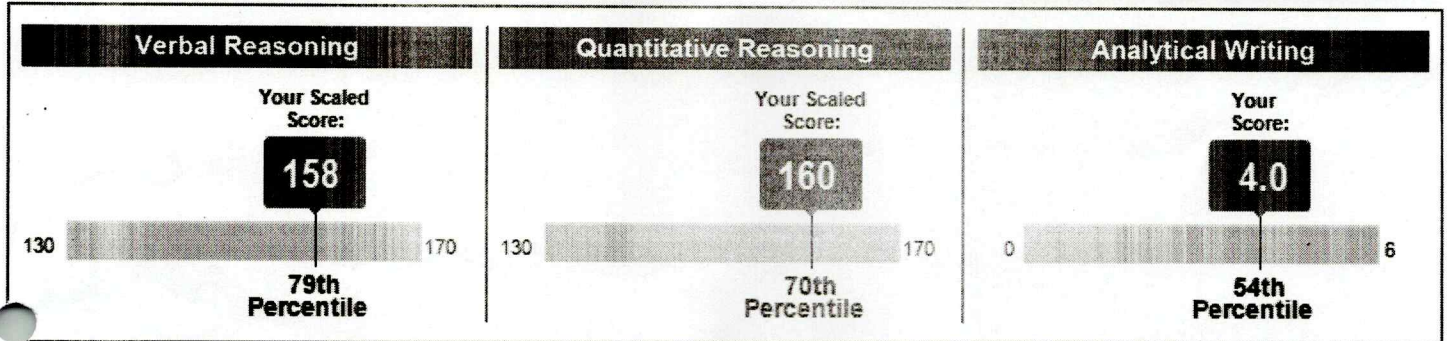 Verbal Reasoning
Your Scaled
Score:
158
130
170
79th
Percentile
Quantitative Reasoning
Your Scaled
Score:
160
130
170
70th
Percentile
Analytical Writing
Your
Score:
4.0
0
6
54th
Percentile